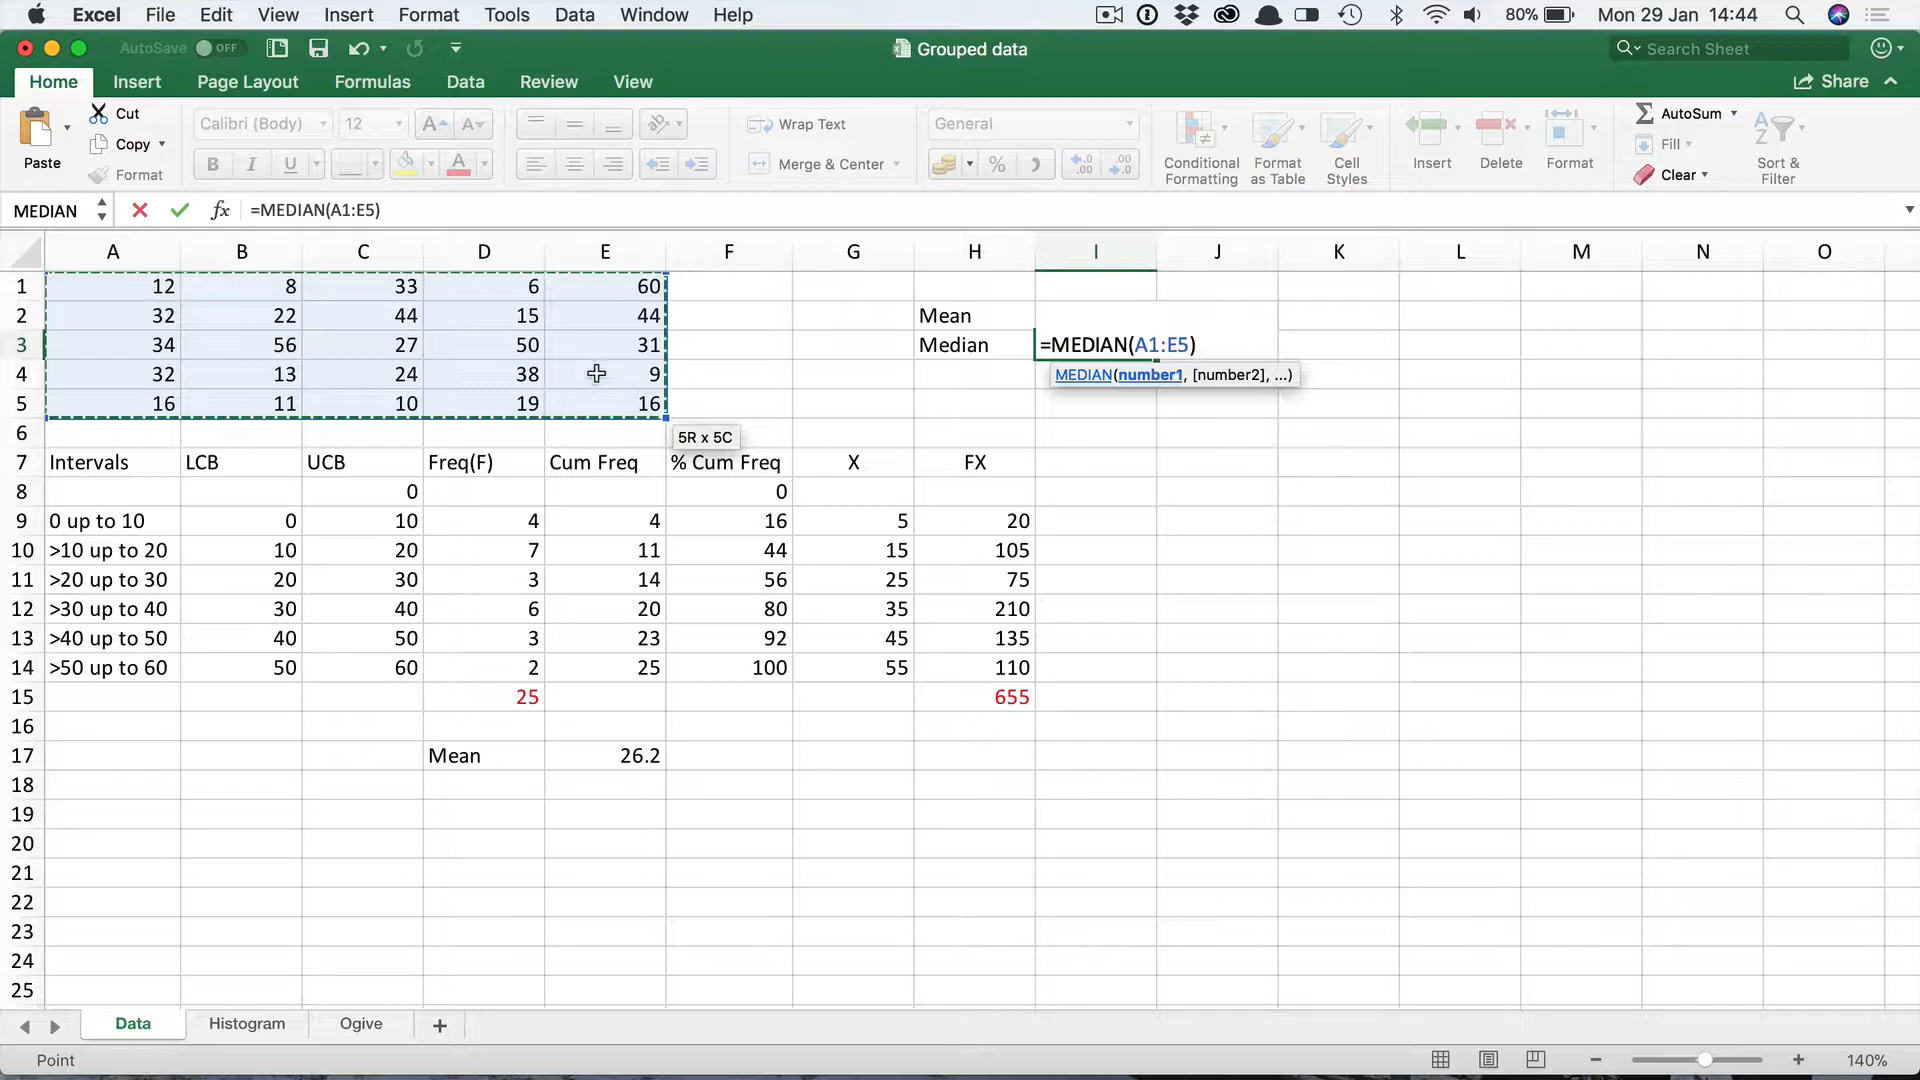 Excel File Edit View Insert Format Tools Data Window Help 80% Mon 29 Jan 14:44
AutoSave OFF Grouped data Search Sheet
Home Insert Page Layout Formulas Data Review View Share
Paste Cut Copy Format
Calibri (Body) 12 A A
B I U A
Wrap Text
Merge & Center
General
%
Conditional Formatting
Format as Table
Cell Styles
Insert Delete Format
AutoSum
Fill
Clear
Sort & Filter
MEDIAN fx =MEDIAN(A1:E5)
A B C D E F G H I J K L M N O
1 12 8 33 6 60
2 32 22 44 15 44 Mean
3 34 56 27 50 31 Median =MEDIAN(A1:E5)
4 32 13 24 38 9 MEDIAN(number1, [number2], ...)
5 16 11 10 19 16
6 5R x 5C
7 Intervals LCB UCB Freq(F) Cum Freq % Cum Freq X FX
8 0 0
9 0 up to 10 0 10 4 4 16 5 20
10 >10 up to 20 10 20 7 11 44 15 105
11 >20 up to 30 20 30 3 14 56 25 75
12 >30 up to 40 30 40 6 20 80 35 210
13 >40 up to 50 40 50 3 23 92 45 135
14 >50 up to 60 50 60 2 25 100 55 110
15 25 655
16
17 Mean 26.2
18
19
20
21
22
23
24
25
Data Histogram Ogive +
Point 140%